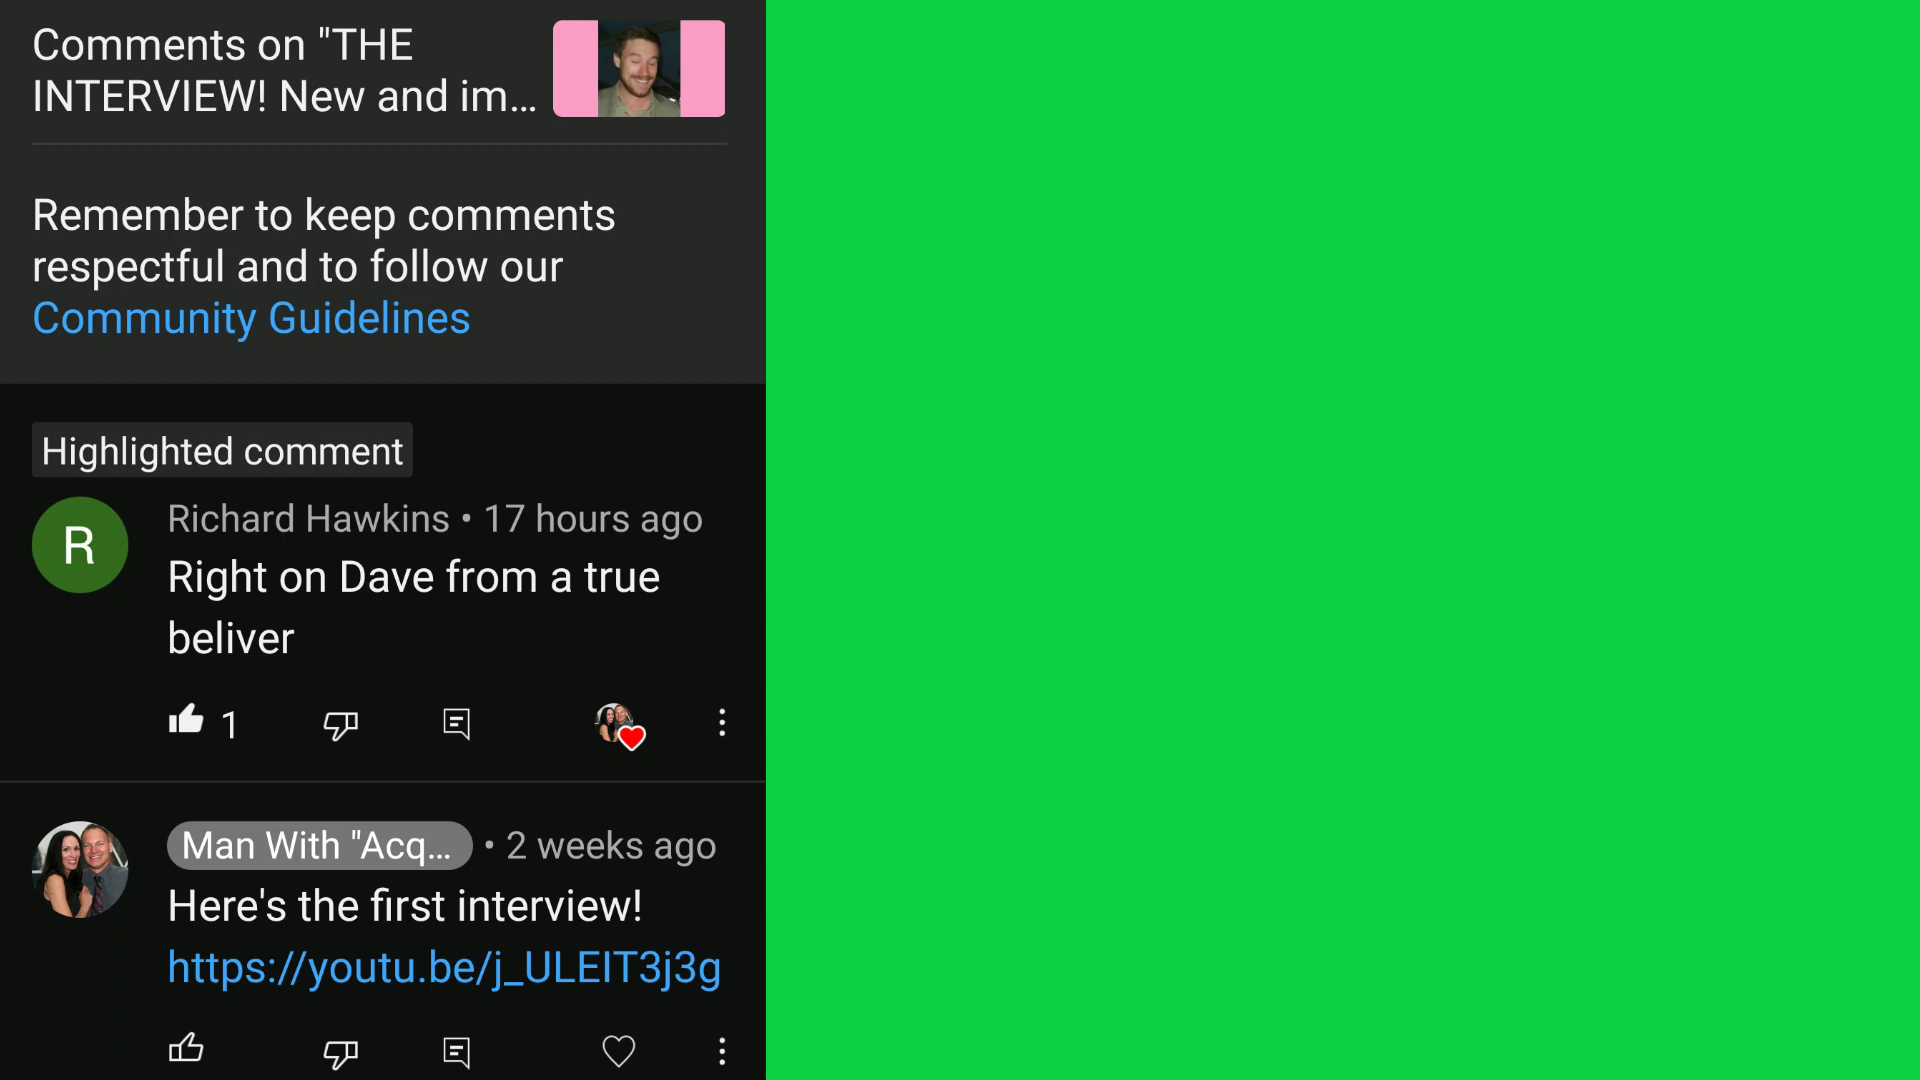 Comments on "THE
INTERVIEW! New and im...
Remember to keep comments
respectful and to follow our
Community Guidelines
Highlighted comment
R
Richard Hawkins • 17 hours ago
Right on Dave from a true
beliver
1
Man With "Acq... • 2 weeks ago
Here's the first interview!
https://youtu.be/j_ULEIT3j3g